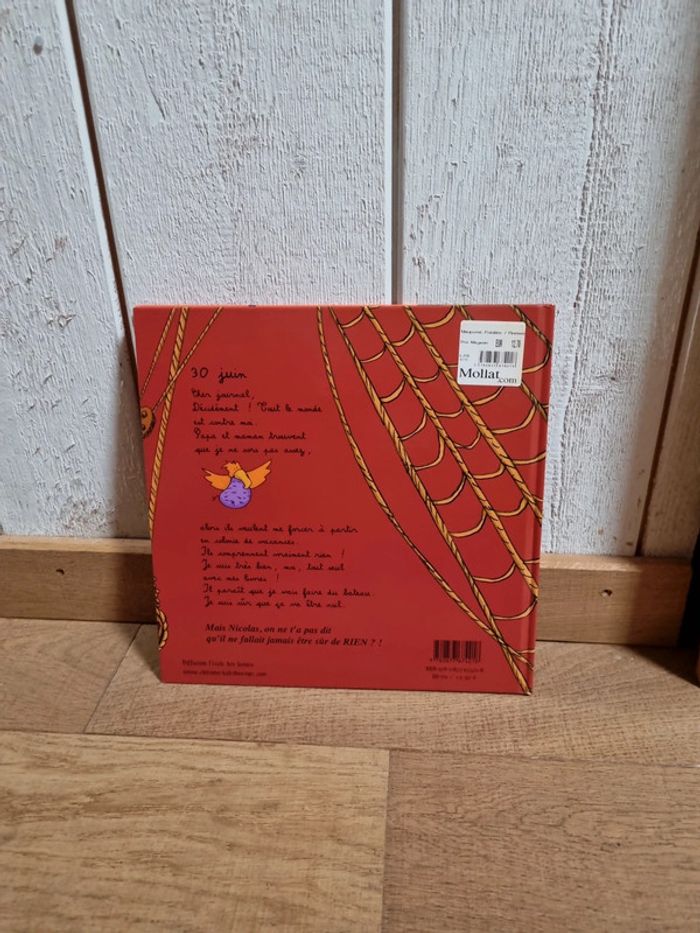 EUR 12,70
Mollat
.com
30 juin
Cher journal,
Décidément ! Tout le monde
est contre moi.
Papa et maman trouvent
que je ne sors pas assez,
alors ils veulent me forcer à partir
en colonie de vacances.
Ils comprennent vraiment rien !
Je suis très bien, moi, tout seul
avec mes livres !
Il paraît que je vais faire du bateau.
Je suis sûr que ça va être nul.
Mais Nicolas, on ne t'a pas dit
qu'il ne fallait jamais être sûr de RIEN ? !